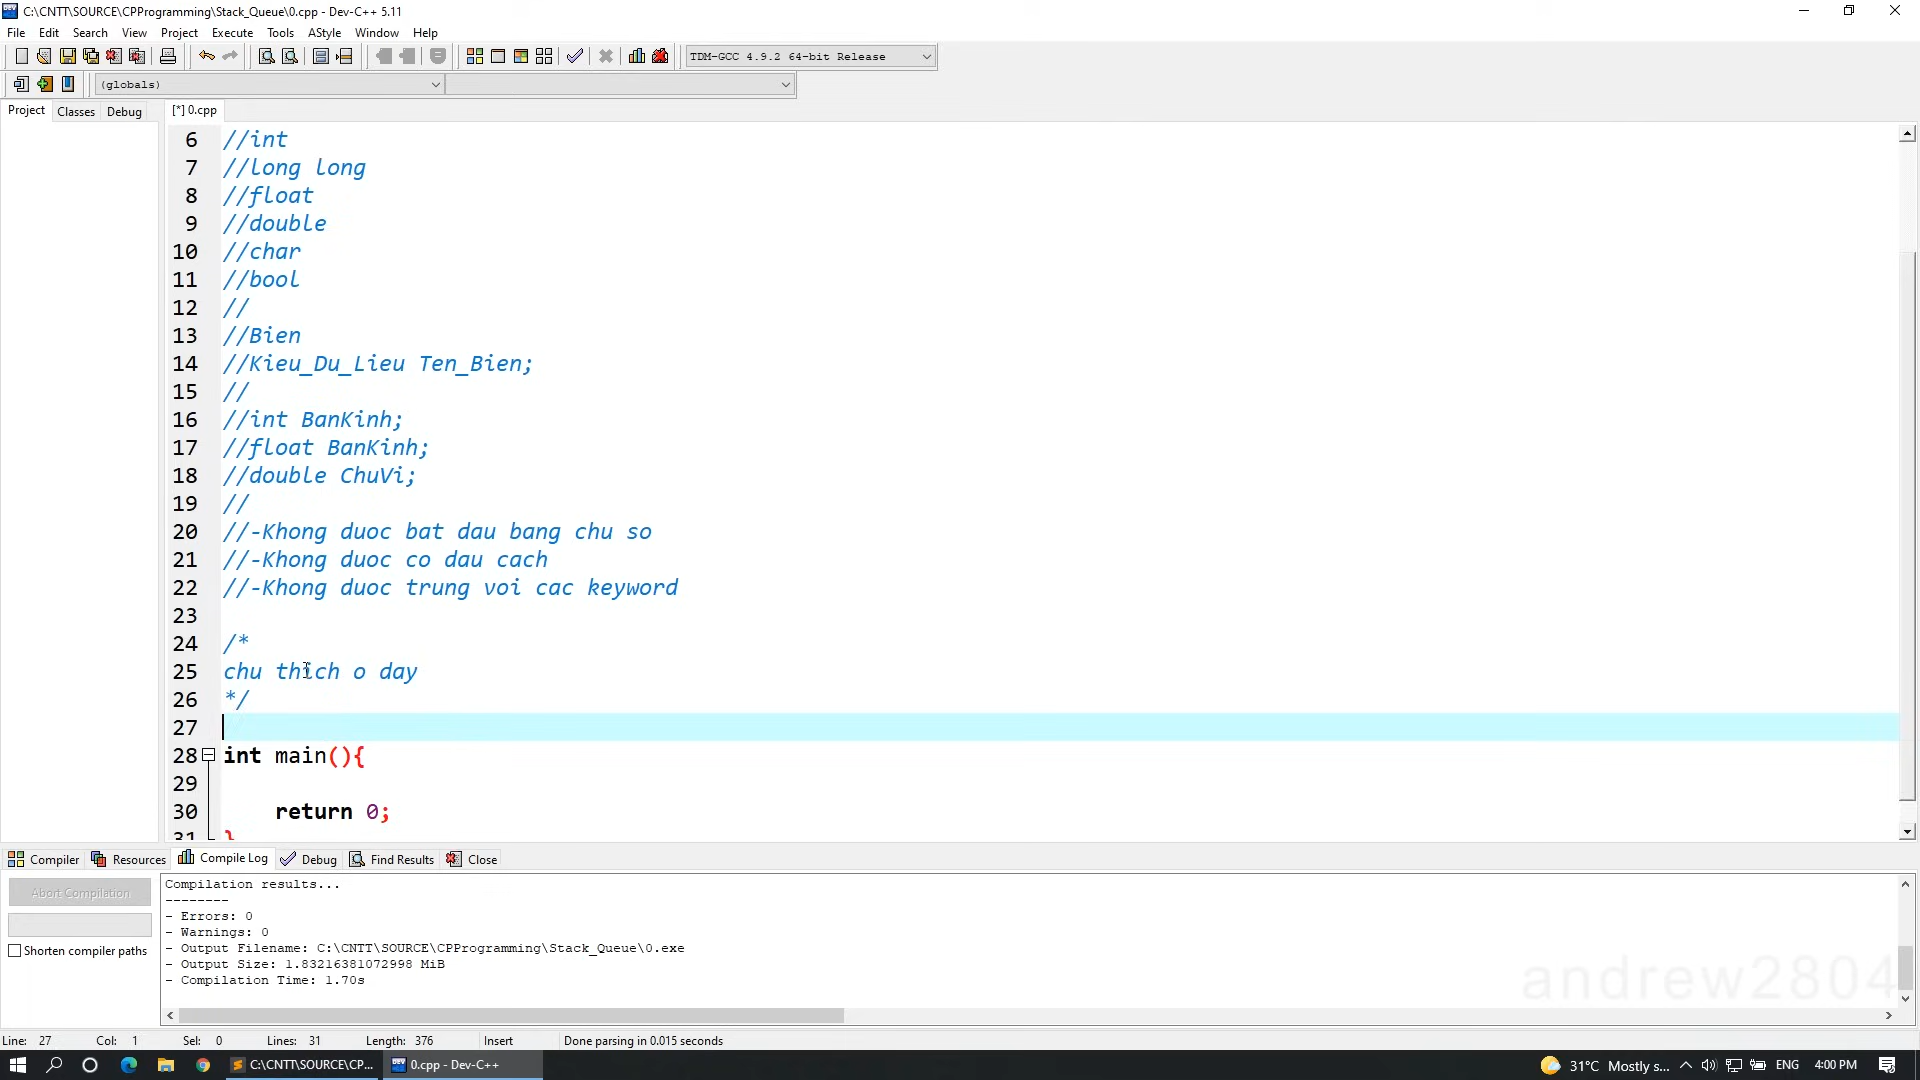 C:\CNTT\SOURCE\CPProgramming\Stack_Queue\0.cpp - Dev-C++ 5.11
File Edit Search View Project Execute Tools AStyle Window Help
TDM-GCC 4.9.2 64-bit Release
(globals)
Project Classes Debug [*] 0.cpp
6 //int
7 //long long
8 //float
9 //double
10 //char
11 //bool
12 //
13 //Bien
14 //Kieu_Du_Lieu Ten_Bien;
15 //
16 //int BanKinh;
17 //float BanKinh;
18 //double ChuVi;
19 //
20 //-Khong duoc bat dau bang chu so
21 //-Khong duoc co dau cach
22 //-Khong duoc trung voi cac keyword
23
24 /*
25 chu thich o day
26 */
27
28 int main(){
29
30 return 0;
31 }
Compiler Resources Compile Log Debug Find Results Close
Abort Compilation
Shorten compiler paths
Compilation results...
--------
- Errors: 0
- Warnings: 0
- Output Filename: C:\CNTT\SOURCE\CPProgramming\Stack_Queue\0.exe
- Output Size: 1.83216381072998 MiB
- Compilation Time: 1.70s
andrew2804
Line: 27 Col: 1 Sel: 0 Lines: 31 Length: 376 Insert Done parsing in 0.015 seconds
C:\CNTT\SOURCE\CP... 0.cpp - Dev-C++ 31°C Mostly s... ENG 4:00 PM